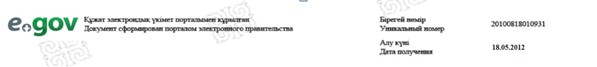 e.gov
Құжат электрондық үкімет порталымен құрылған
Документ сформирован порталом электронного правительства
Бірегей нөмір
Уникальный номер
20100818010931
Алу күні
Дата получения
18.05.2012